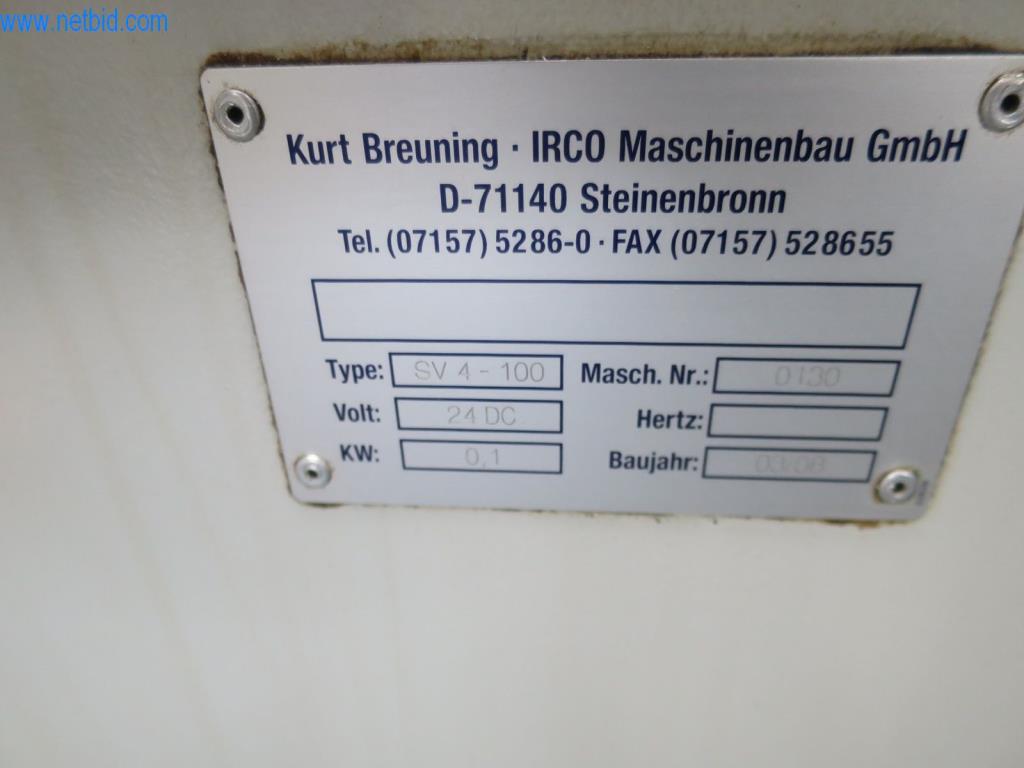 www.netbid.com
Kurt Breuning · IRCO Maschinenbau GmbH
D-71140 Steinenbronn
Tel. (07157) 5286-0 · FAX (07157) 528655
Type: SV 4 - 100 Masch. Nr.: 0130
Volt: 24 DC Hertz:
KW: 0,1 Baujahr: